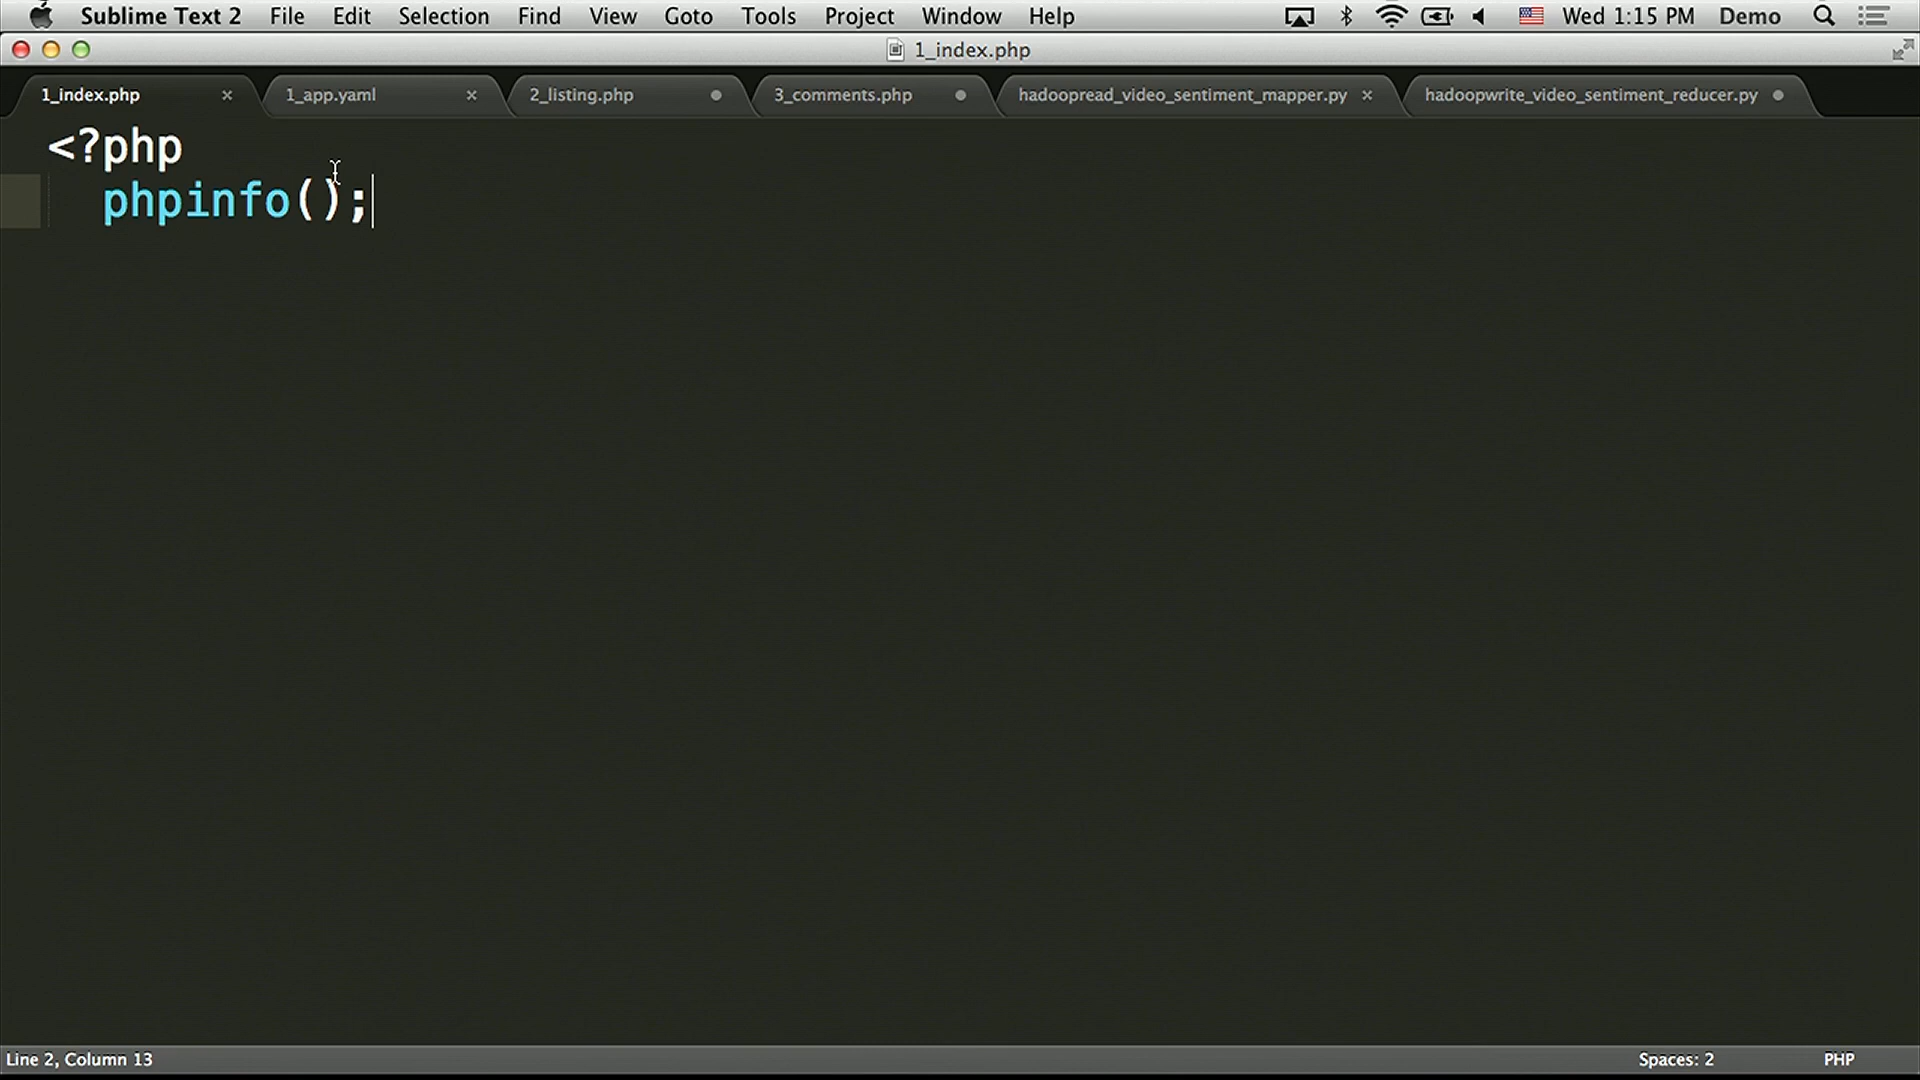 Sublime Text 2 File Edit Selection Find View Goto Tools Project Window Help Wed 1:15 PM Demo
1_index.php
1_index.php 1_app.yaml 2_listing.php 3_comments.php hadoopread_video_sentiment_mapper.py hadoopwrite_video_sentiment_reducer.py
<?php
phpinfo();
Line 2, Column 13 Spaces: 2 PHP